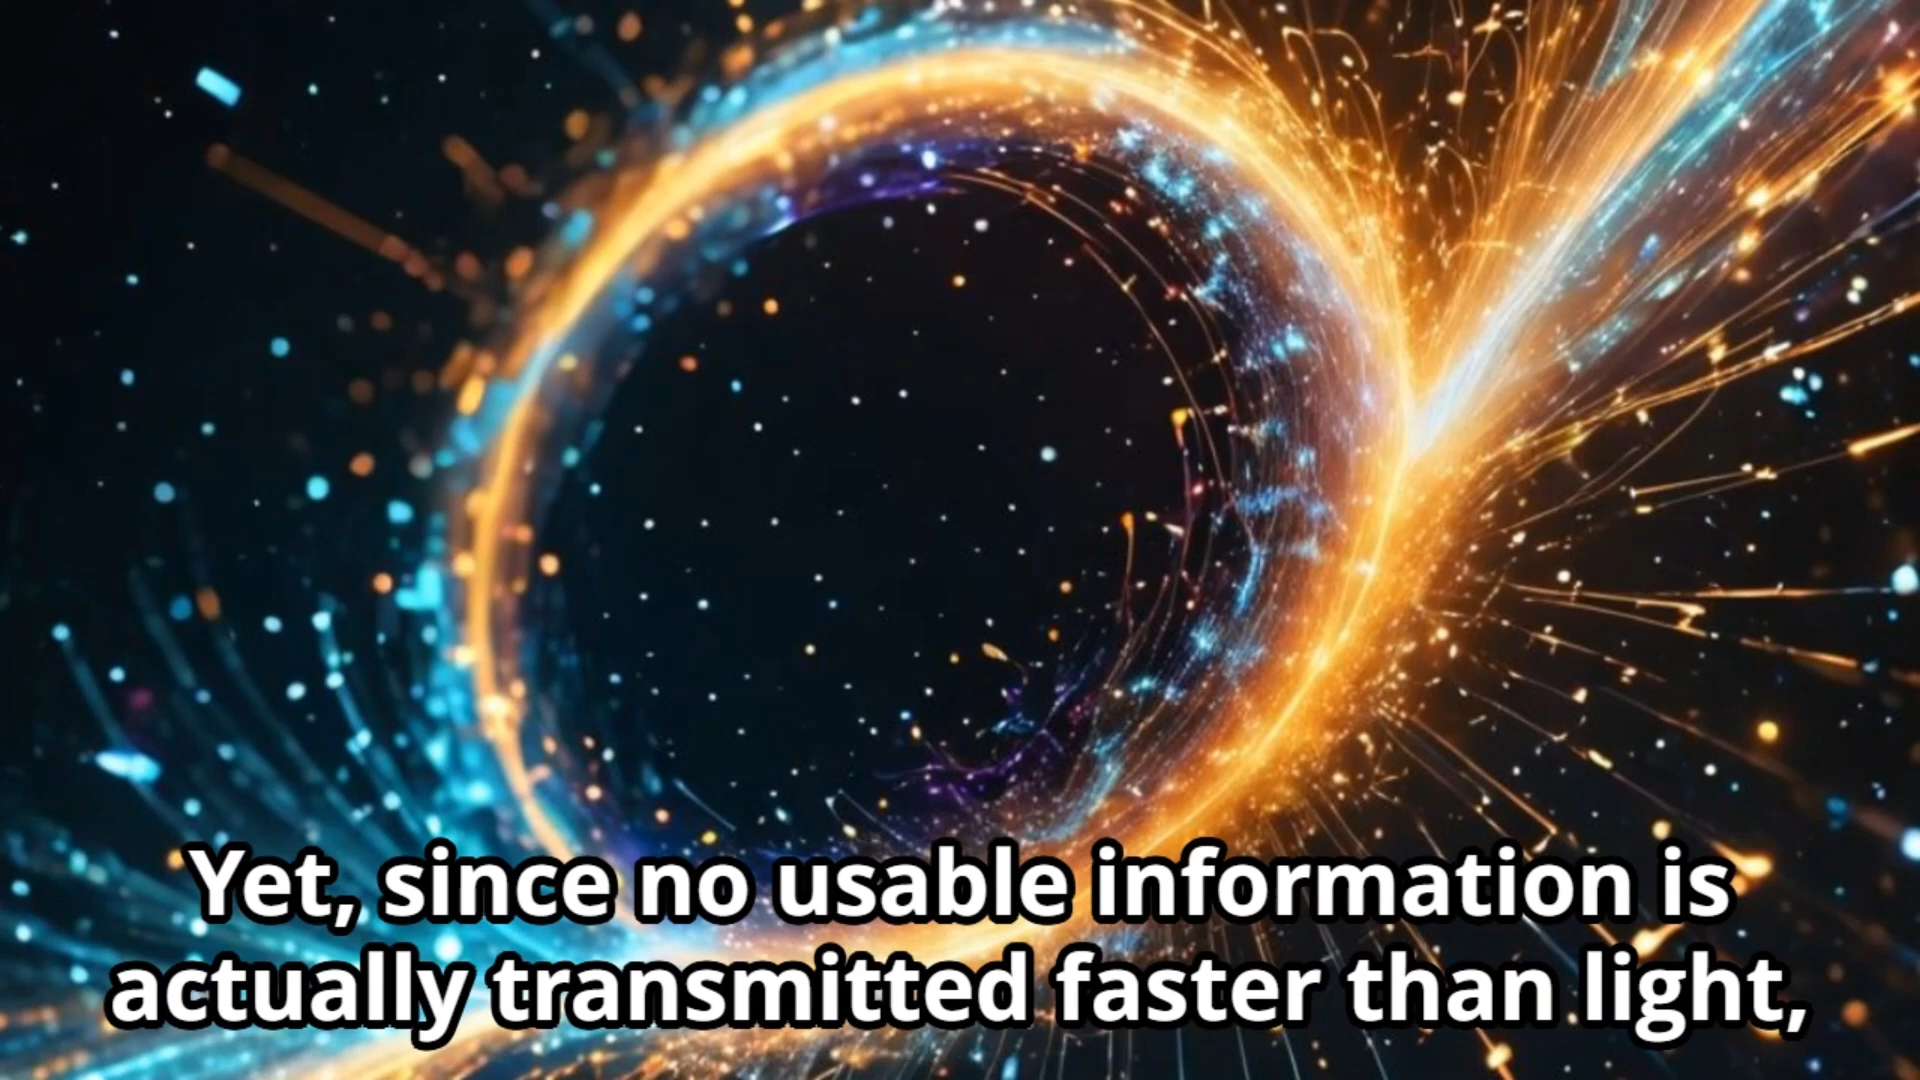 Yet, since no usable information is
actually transmitted faster than light,